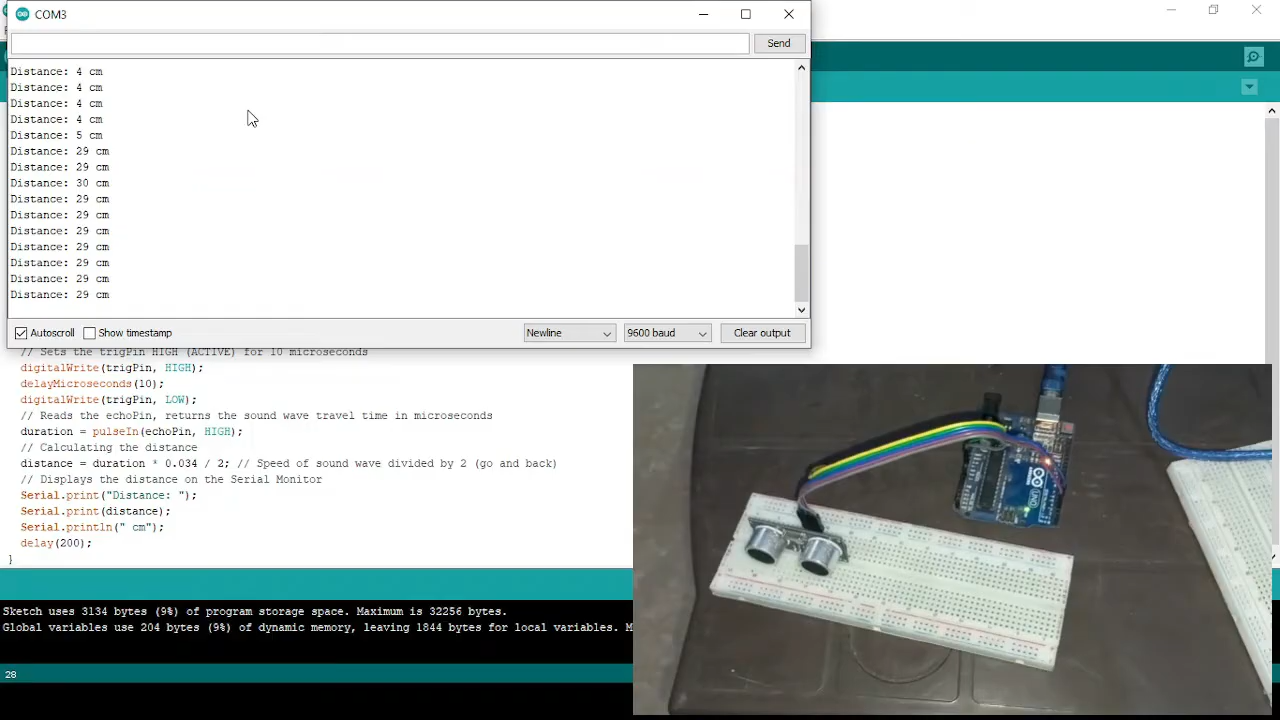 COM3
Send
Distance: 4 cm
Distance: 4 cm
Distance: 4 cm
Distance: 4 cm
Distance: 5 cm
Distance: 29 cm
Distance: 29 cm
Distance: 30 cm
Distance: 29 cm
Distance: 29 cm
Distance: 29 cm
Distance: 29 cm
Distance: 29 cm
Distance: 29 cm
Distance: 29 cm
Autoscroll Show timestamp Newline 9600 baud Clear output
// Sets the trigPin HIGH (ACTIVE) for 10 microseconds
digitalWrite(trigPin, HIGH);
delayMicroseconds(10);
digitalWrite(trigPin, LOW);
// Reads the echoPin, returns the sound wave travel time in microseconds
duration = pulseIn(echoPin, HIGH);
// Calculating the distance
distance = duration * 0.034 / 2; // Speed of sound wave divided by 2 (go and back)
// Displays the distance on the Serial Monitor
Serial.print("Distance: ");
Serial.print(distance);
Serial.println(" cm");
delay(200);
}
Sketch uses 3134 bytes (9%) of program storage space. Maximum is 32256 bytes.
Global variables use 204 bytes (9%) of dynamic memory, leaving 1844 bytes for local variables. M
28